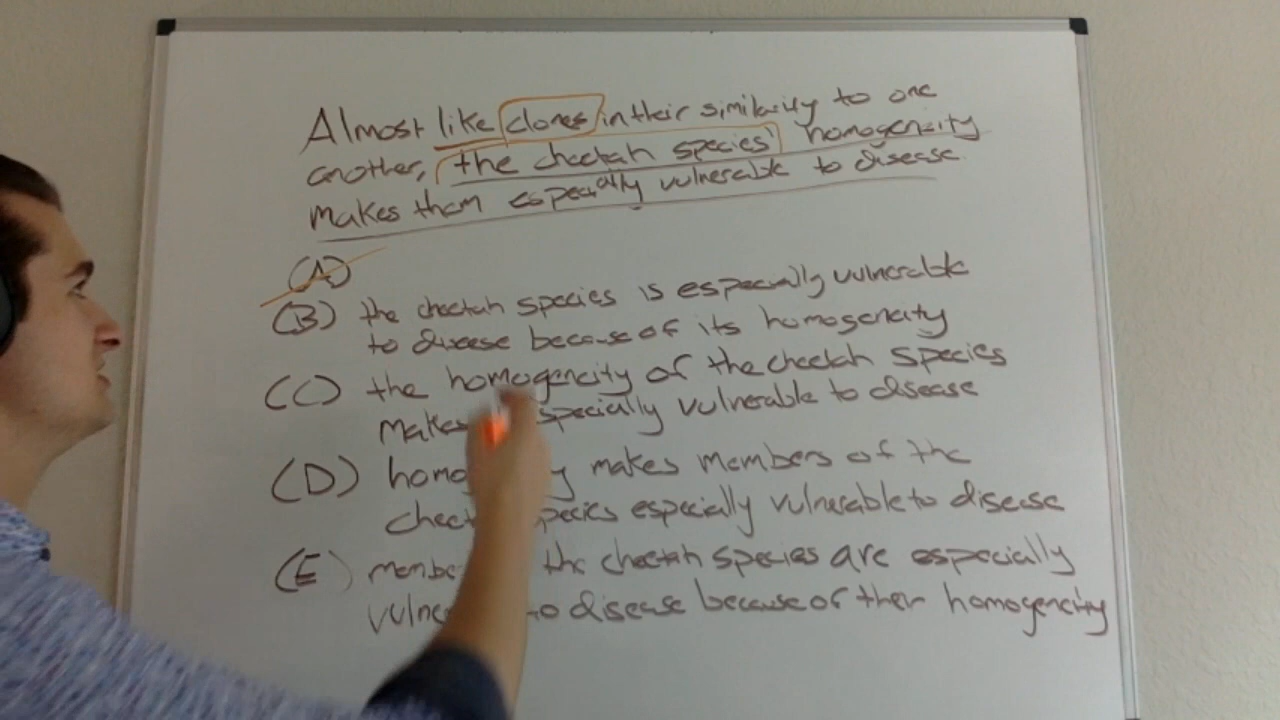 Almost like clones in their similarity to one
another, the cheetah species' homogeneity
makes them especially vulnerable to disease.
(A)
(B) the cheetah species is especially vulnerable
to disease because of its homogeneity
(C) the homogeneity of the cheetah species
makes especially vulnerable to disease
(D) makes members of the
species especially vulnerable to disease
(E) the cheetah species are especially
to disease because of their homogeneity